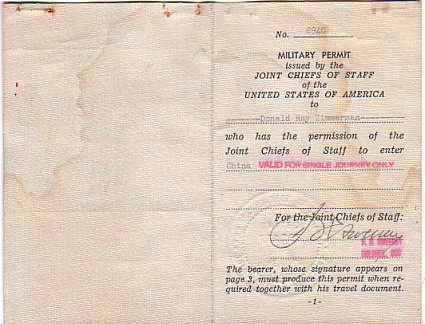 No. 6940
MILITARY PERMIT
issued by the
JOINT CHIEFS OF STAFF
of the
UNITED STATES OF AMERICA
to
Donald Ray Zimmerman
who has the permission of the
Joint Chiefs of Staff to enter
China VALID FOR SINGLE JOURNEY ONLY
For the Joint Chiefs of Staff:
The bearer, whose signature appears on
page 3, must produce this permit when re-
quired together with his travel document.
-1-